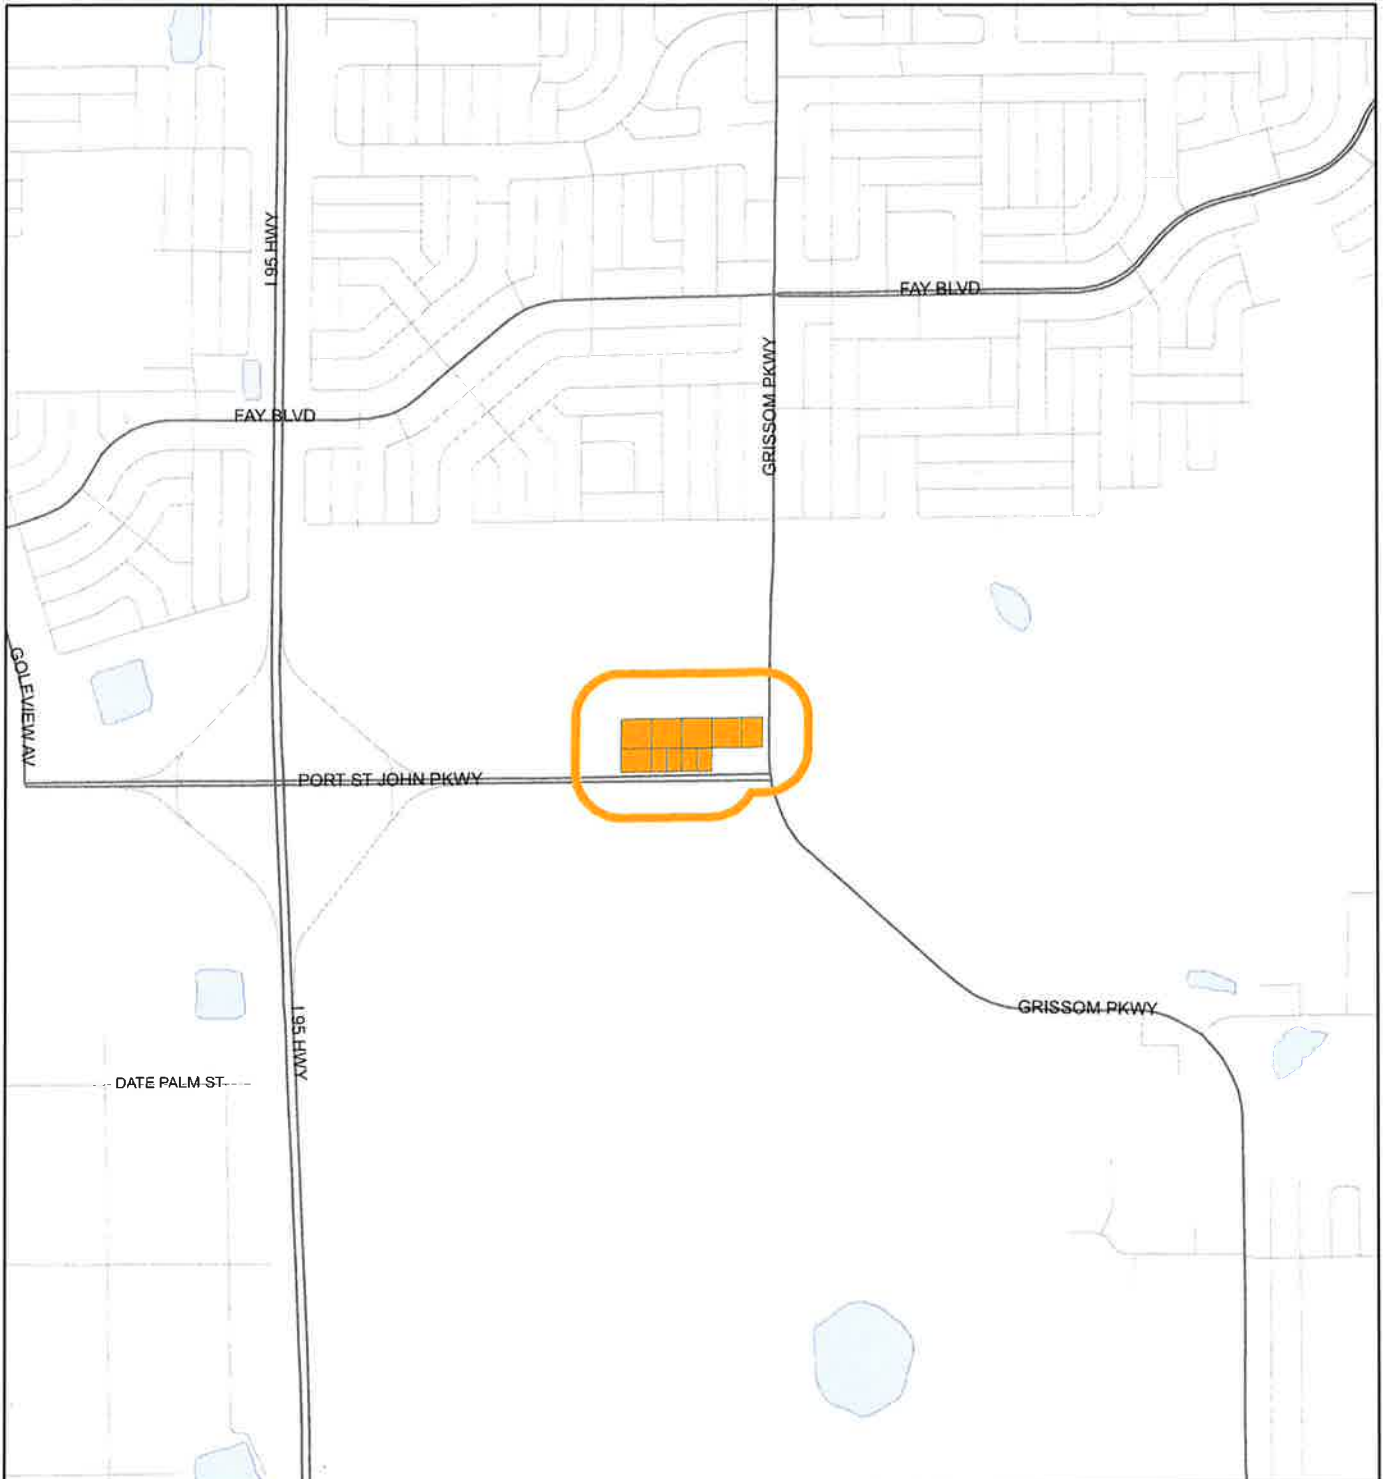 I 95 HWY
FAY BLVD
GRISSOM PKWY
FAY BLVD
GOLFVIEW AV
PORT ST JOHN PKWY
GRISSOM PKWY
I 95 HWY
DATE PALM ST